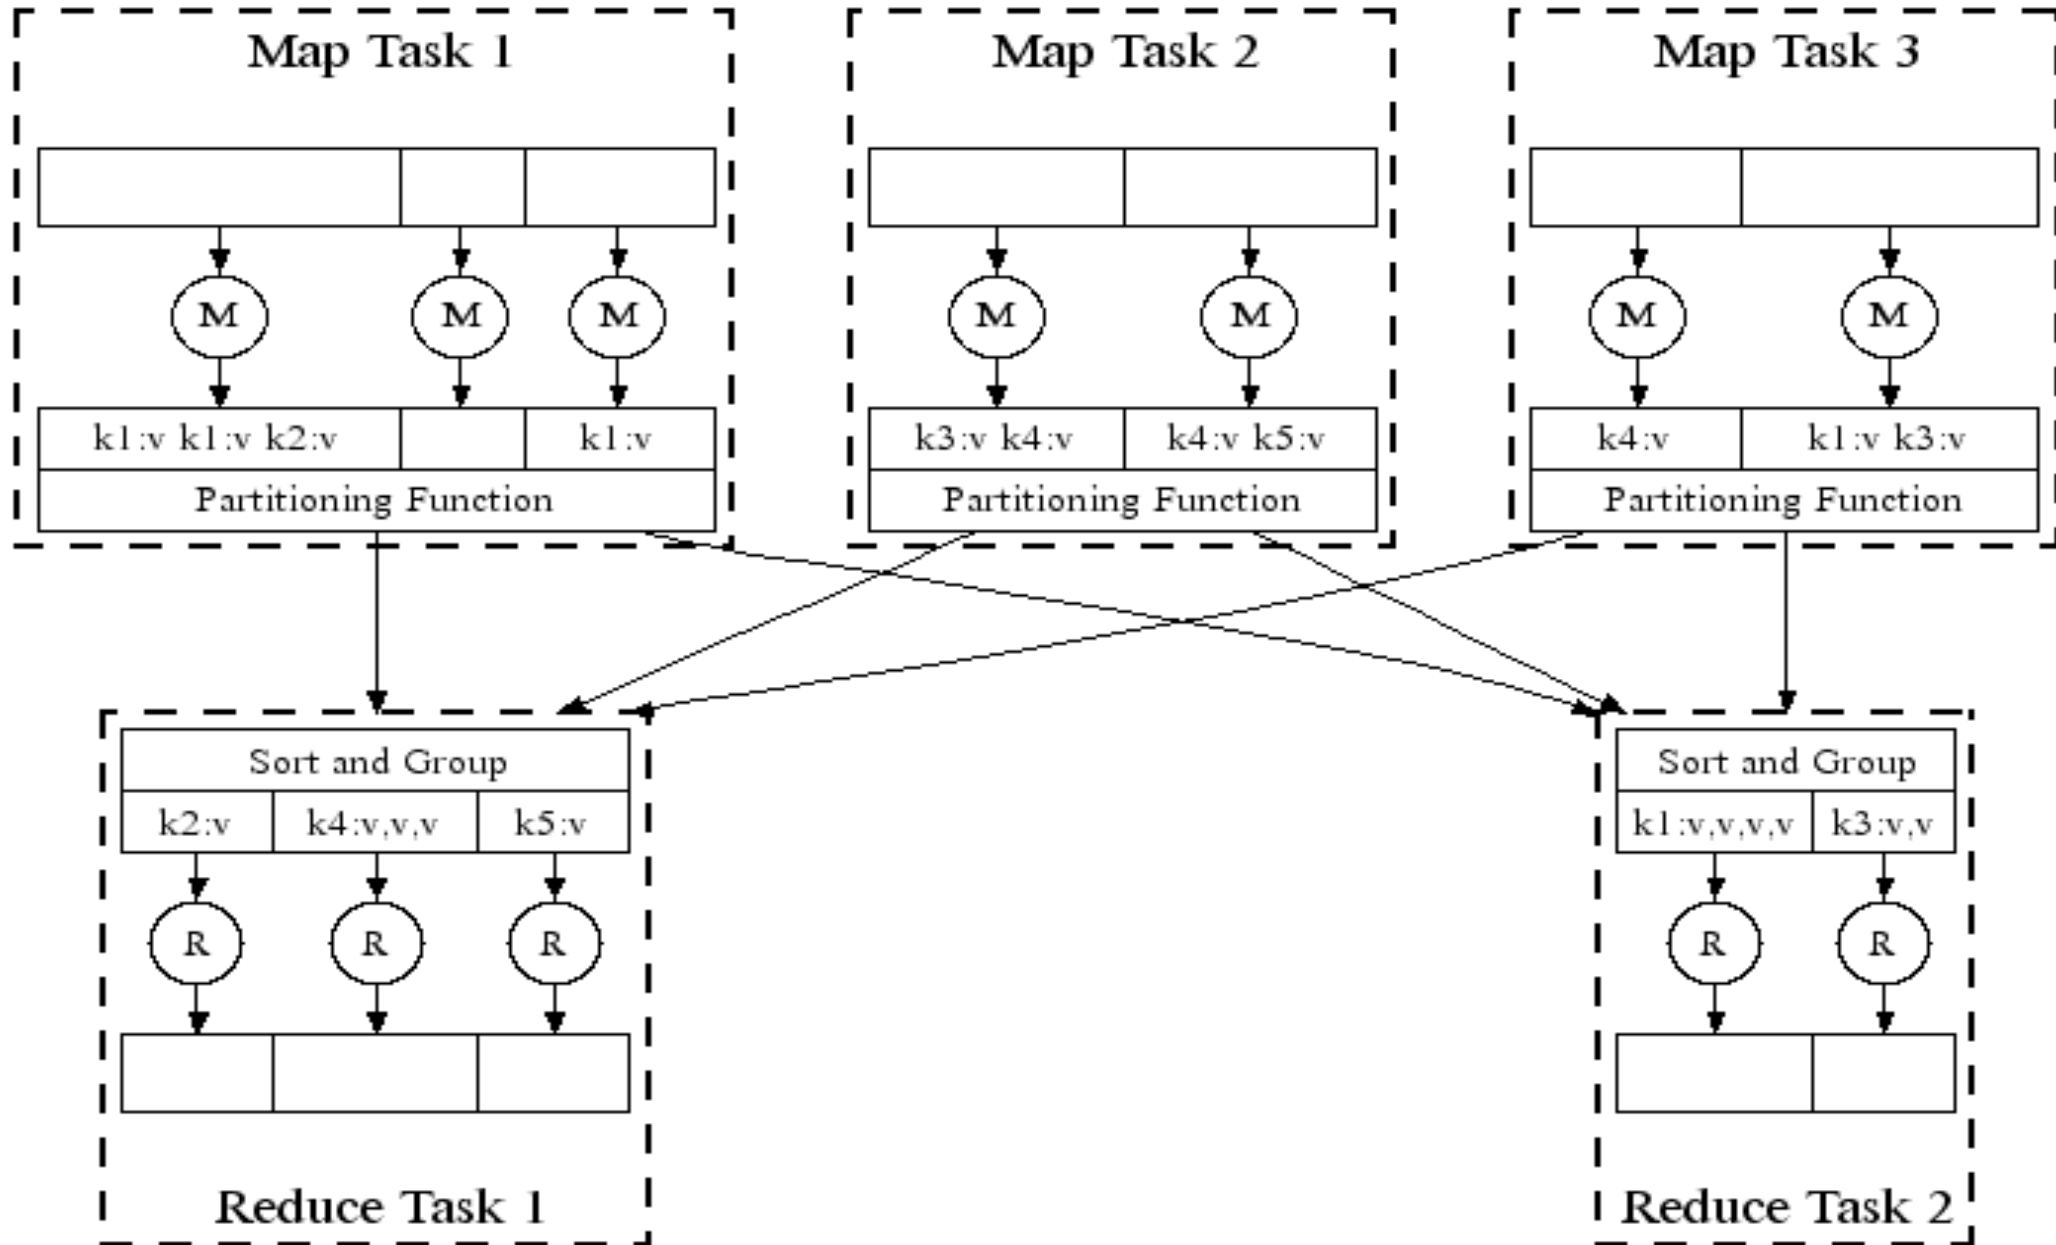 Map Task 1
Map Task 2
Map Task 3
M
M
M
M
M
M
M
k1:v k1:v k2:v
k1:v
k3:v k4:v
k4:v k5:v
k4:v
k1:v k3:v
Partitioning Function
Partitioning Function
Partitioning Function
Sort and Group
Sort and Group
k2:v
k4:v,v,v
k5:v
k1:v,v,v,v
k3:v,v
R
R
R
R
R
Reduce Task 1
Reduce Task 2